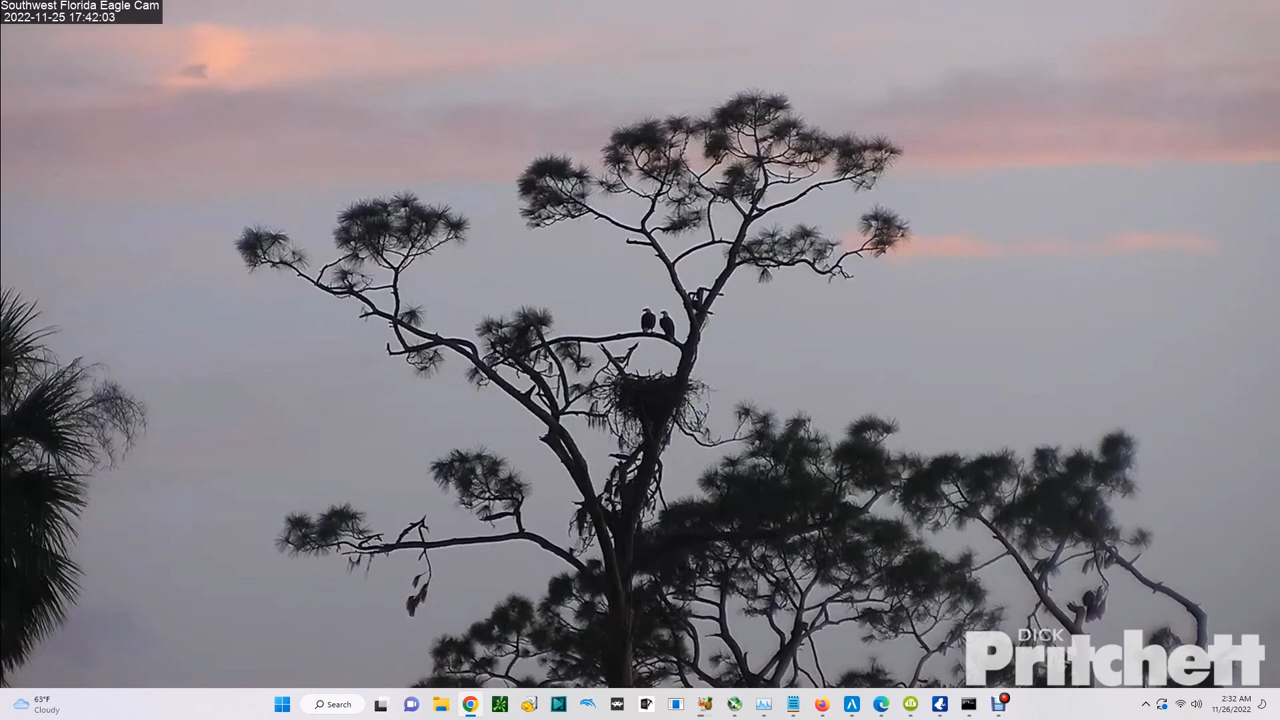 Southwest Florida Eagle Cam
2022-11-25 17:42:03
DICK
Pritchett
63°F
Cloudy
Search
2:32 AM
11/26/2022